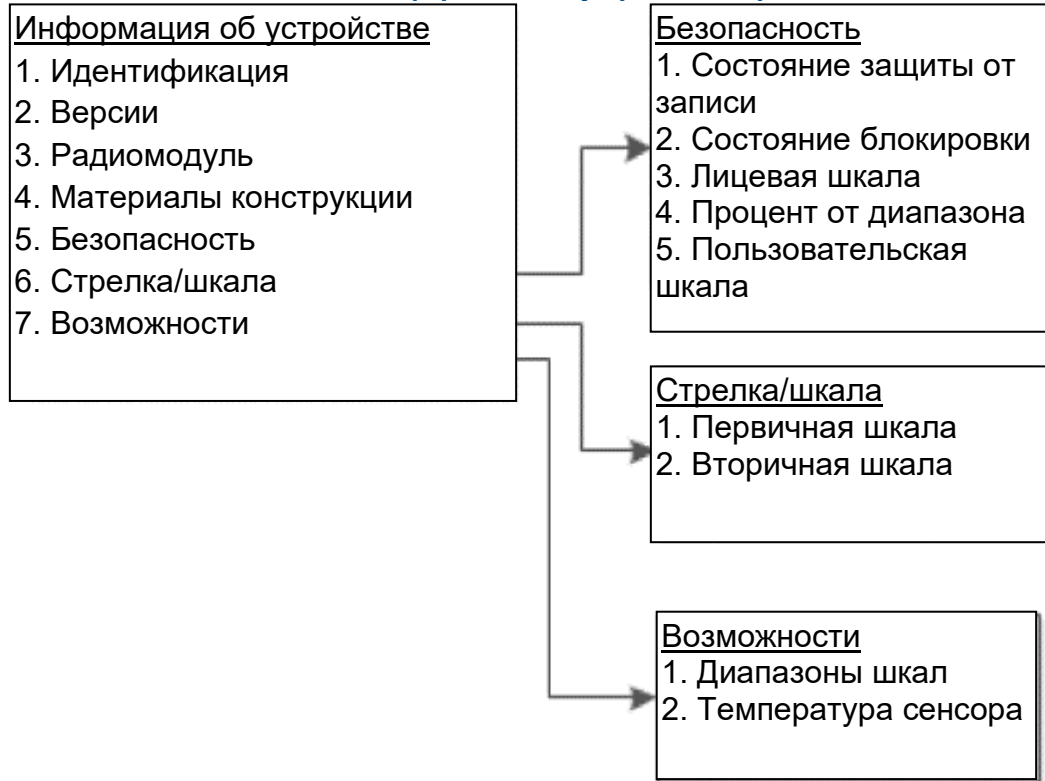 Информация об устройстве
1. Идентификация
2. Версии
3. Радиомодуль
4. Материалы конструкции
5. Безопасность
6. Стрелка/шкала
7. Возможности
Безопасность
1. Состояние защиты от
записи
2. Состояние блокировки
3. Лицевая шкала
4. Процент от диапазона
5. Пользовательская
шкала
Стрелка/шкала
1. Первичная шкала
2. Вторичная шкала
Возможности
1. Диапазоны шкал
2. Температура сенсора